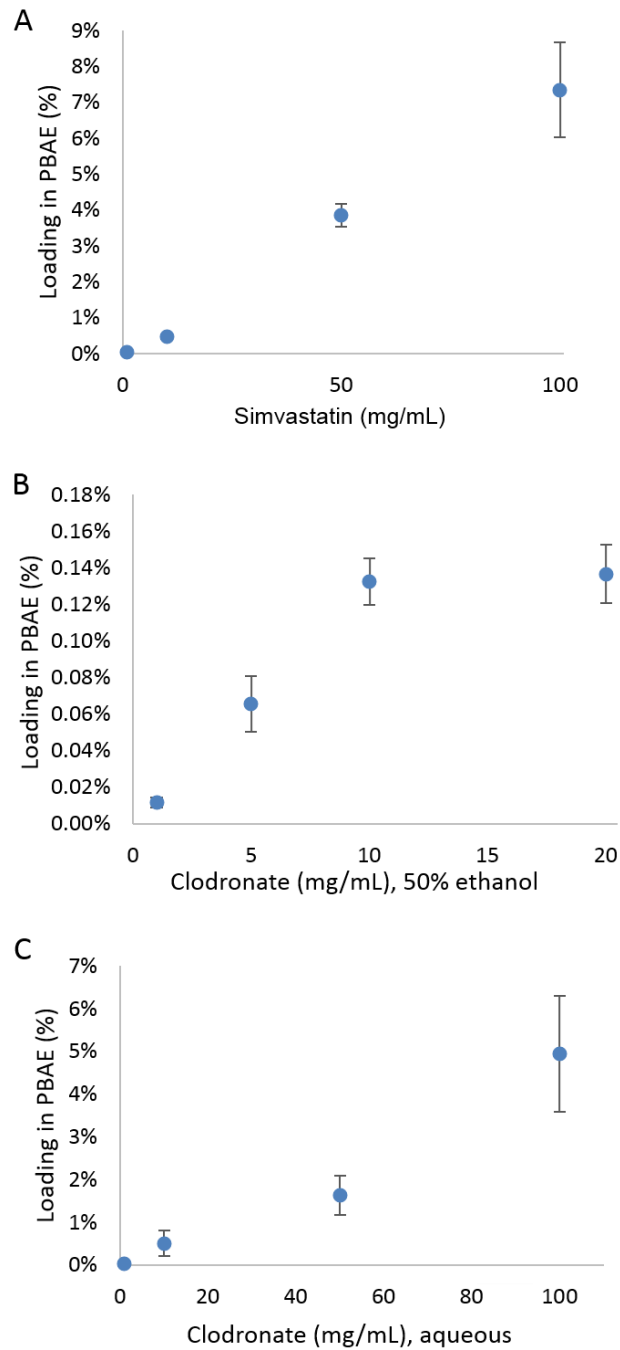 A
Loading in PBAE (%)
9%
8%
7%
6%
5%
4%
3%
2%
1%
0%
0 50 100
Simvastatin (mg/mL)
B
Loading in PBAE (%)
0.18%
0.16%
0.14%
0.12%
0.10%
0.08%
0.06%
0.04%
0.02%
0.00%
0 5 10 15 20
Clodronate (mg/mL), 50% ethanol
C
Loading in PBAE (%)
7%
6%
5%
4%
3%
2%
1%
0%
0 20 40 60 80 100
Clodronate (mg/mL), aqueous